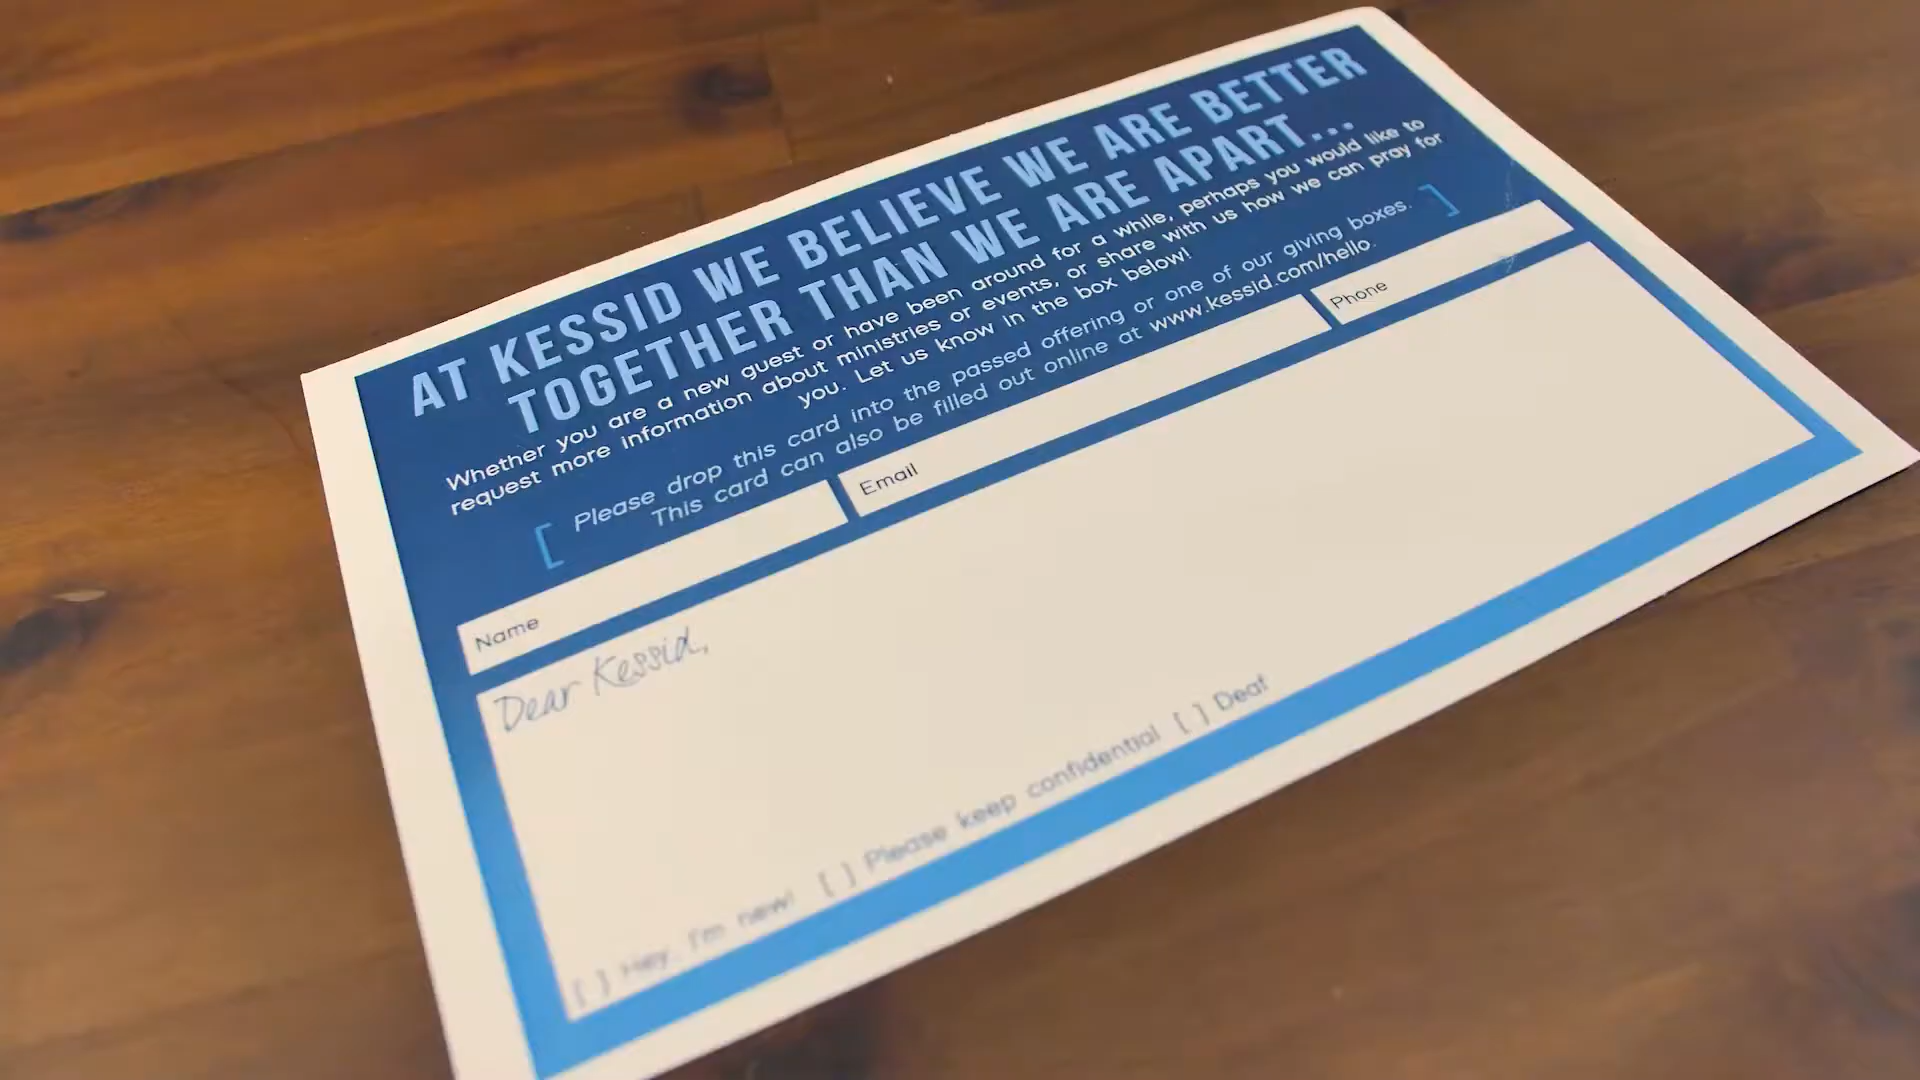 AT KESSID WE BELIEVE WE ARE BETTER
TOGETHER THAN WE ARE APART...
Whether you are a new guest or have been around for a while, perhaps you would like to
request more information about ministries or events, or share with us how we can pray for
you. Let us know in the box below!
[ Please drop this card into the passed offering or one of our giving boxes. ]
This card can also be filled out online at www.kessid.com/hello.
Name
Email
Phone
Dear Kessid,
[ ] Hey, I'm new! [ ] Please keep confidential [ ] Deaf